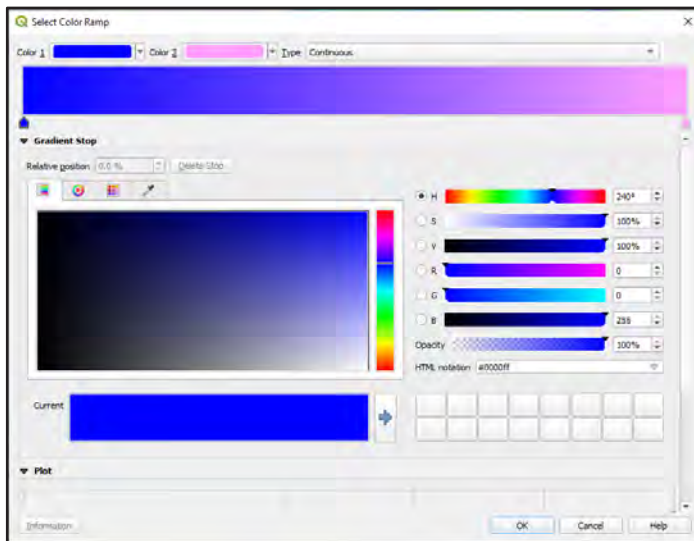 Select Color Ramp
Color 1 Color 2 Type Continuous
Gradient Stop
Relative position 0.0 % Delete Stop
H 240°
S 100%
V 100%
R 0
G 0
B 255
Opacity 100%
HTML notation #0000ff
Current
Plot
Information OK Cancel Help